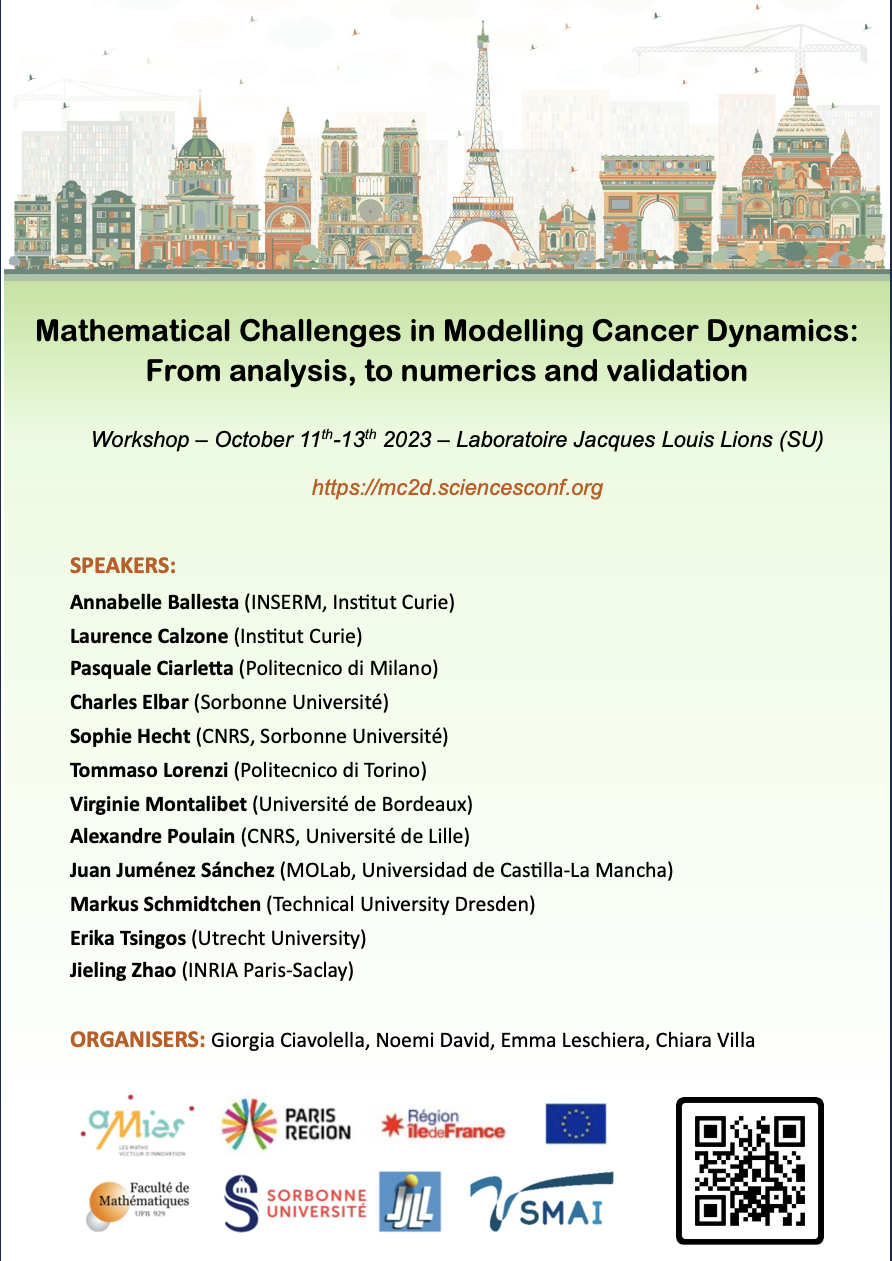 Mathematical Challenges in Modelling Cancer Dynamics:
From analysis, to numerics and validation
Workshop – October 11th-13th 2023 – Laboratoire Jacques Louis Lions (SU)
https://mc2d.sciencesconf.org
SPEAKERS:
Annabelle Ballesta (INSERM, Institut Curie)
Laurence Calzone (Institut Curie)
Pasquale Ciarletta (Politecnico di Milano)
Charles Elbar (Sorbonne Université)
Sophie Hecht (CNRS, Sorbonne Université)
Tommaso Lorenzi (Politecnico di Torino)
Virginie Montalibet (Université de Bordeaux)
Alexandre Poulain (CNRS, Université de Lille)
Juan Juménez Sánchez (MOLab, Universidad de Castilla-La Mancha)
Markus Schmidtchen (Technical University Dresden)
Erika Tsingos (Utrecht University)
Jieling Zhao (INRIA Paris-Saclay)
ORGANISERS: Giorgia Ciavolella, Noemi David, Emma Leschiera, Chiara Villa
aMies
LES MATHS
VECTEUR D'INNOVATION
PARIS
REGION
Région
îledeFrance
Faculté de
Mathématiques
UFR 929
SORBONNE
UNIVERSITÉ
JLL
SMAI